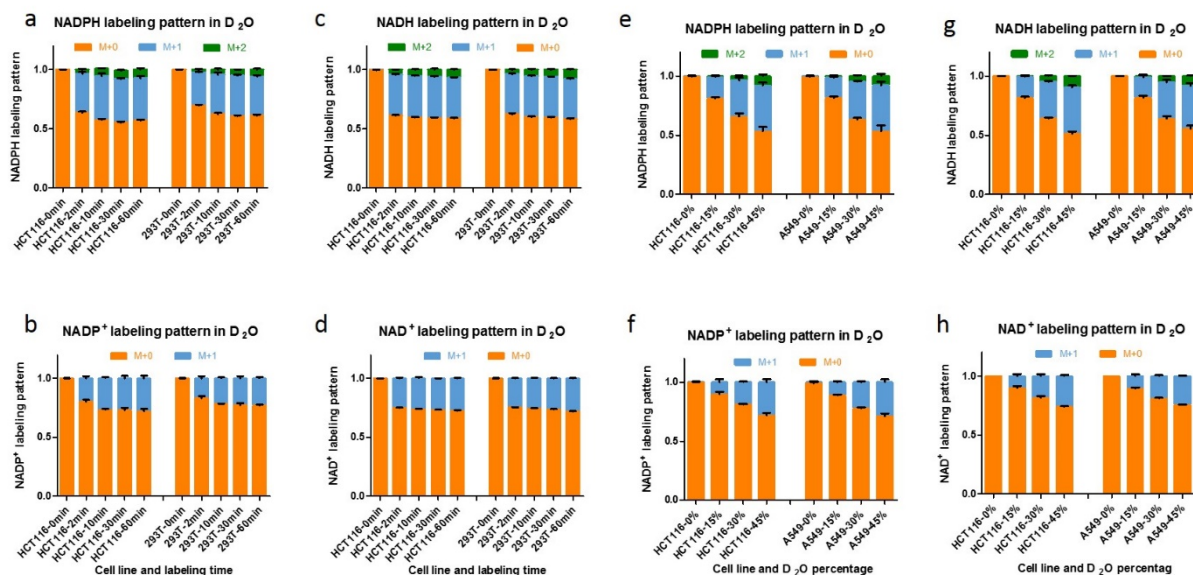 a
NADPH labeling pattern in D₂O
M+0 M+1 M+2
NADPH labeling pattern
1.0
0.5
0.0
HCT116-0min
HCT116-2min
HCT116-10min
HCT116-30min
HCT116-60min
293T-0min
293T-2min
293T-10min
293T-30min
293T-60min
c
NADH labeling pattern in D₂O
M+2 M+1 M+0
NADH labeling pattern
1.0
0.5
0.0
HCT116-0min
HCT116-2min
HCT116-10min
HCT116-30min
HCT116-60min
293T-0min
293T-2min
293T-10min
293T-30min
293T-60min
e
NADPH labeling pattern in D₂O
M+2 M+1 M+0
NADPH labeling pattern
1.0
0.5
0.0
HCT116-0%
HCT116-15%
HCT116-30%
HCT116-45%
A549-0%
A549-15%
A549-30%
A549-45%
g
NADH labeling pattern in D₂O
M+2 M+1 M+0
NADH labeling pattern
1.0
0.5
0.0
HCT116-0%
HCT116-15%
HCT116-30%
HCT116-45%
A549-0%
A549-15%
A549-30%
A549-45%
b
NADP⁺ labeling pattern in D₂O
M+0 M+1
NADP⁺ labeling pattern
1.0
0.5
0.0
HCT116-0min
HCT116-2min
HCT116-10min
HCT116-30min
HCT116-60min
293T-0min
293T-2min
293T-10min
293T-30min
293T-60min
Cell line and labeling time
d
NAD⁺ labeling pattern in D₂O
M+1 M+0
NAD⁺ labeling pattern
1.0
0.5
0.0
HCT116-0min
HCT116-2min
HCT116-10min
HCT116-30min
HCT116-60min
293T-0min
293T-2min
293T-10min
293T-30min
293T-60min
Cell line and labeling time
f
NADP⁺ labeling pattern in D₂O
M+1 M+0
NADP⁺ labeling pattern
1.0
0.5
0.0
HCT116-0%
HCT116-15%
HCT116-30%
HCT116-45%
A549-0%
A549-15%
A549-30%
A549-45%
Cell line and D₂O percentage
h
NAD⁺ labeling pattern in D₂O
M+1 M+0
NAD⁺ labeling pattern
1.0
0.5
0.0
HCT116-0%
HCT116-15%
HCT116-30%
HCT116-45%
A549-0%
A549-15%
A549-30%
A549-45%
Cell line and D₂O percentage